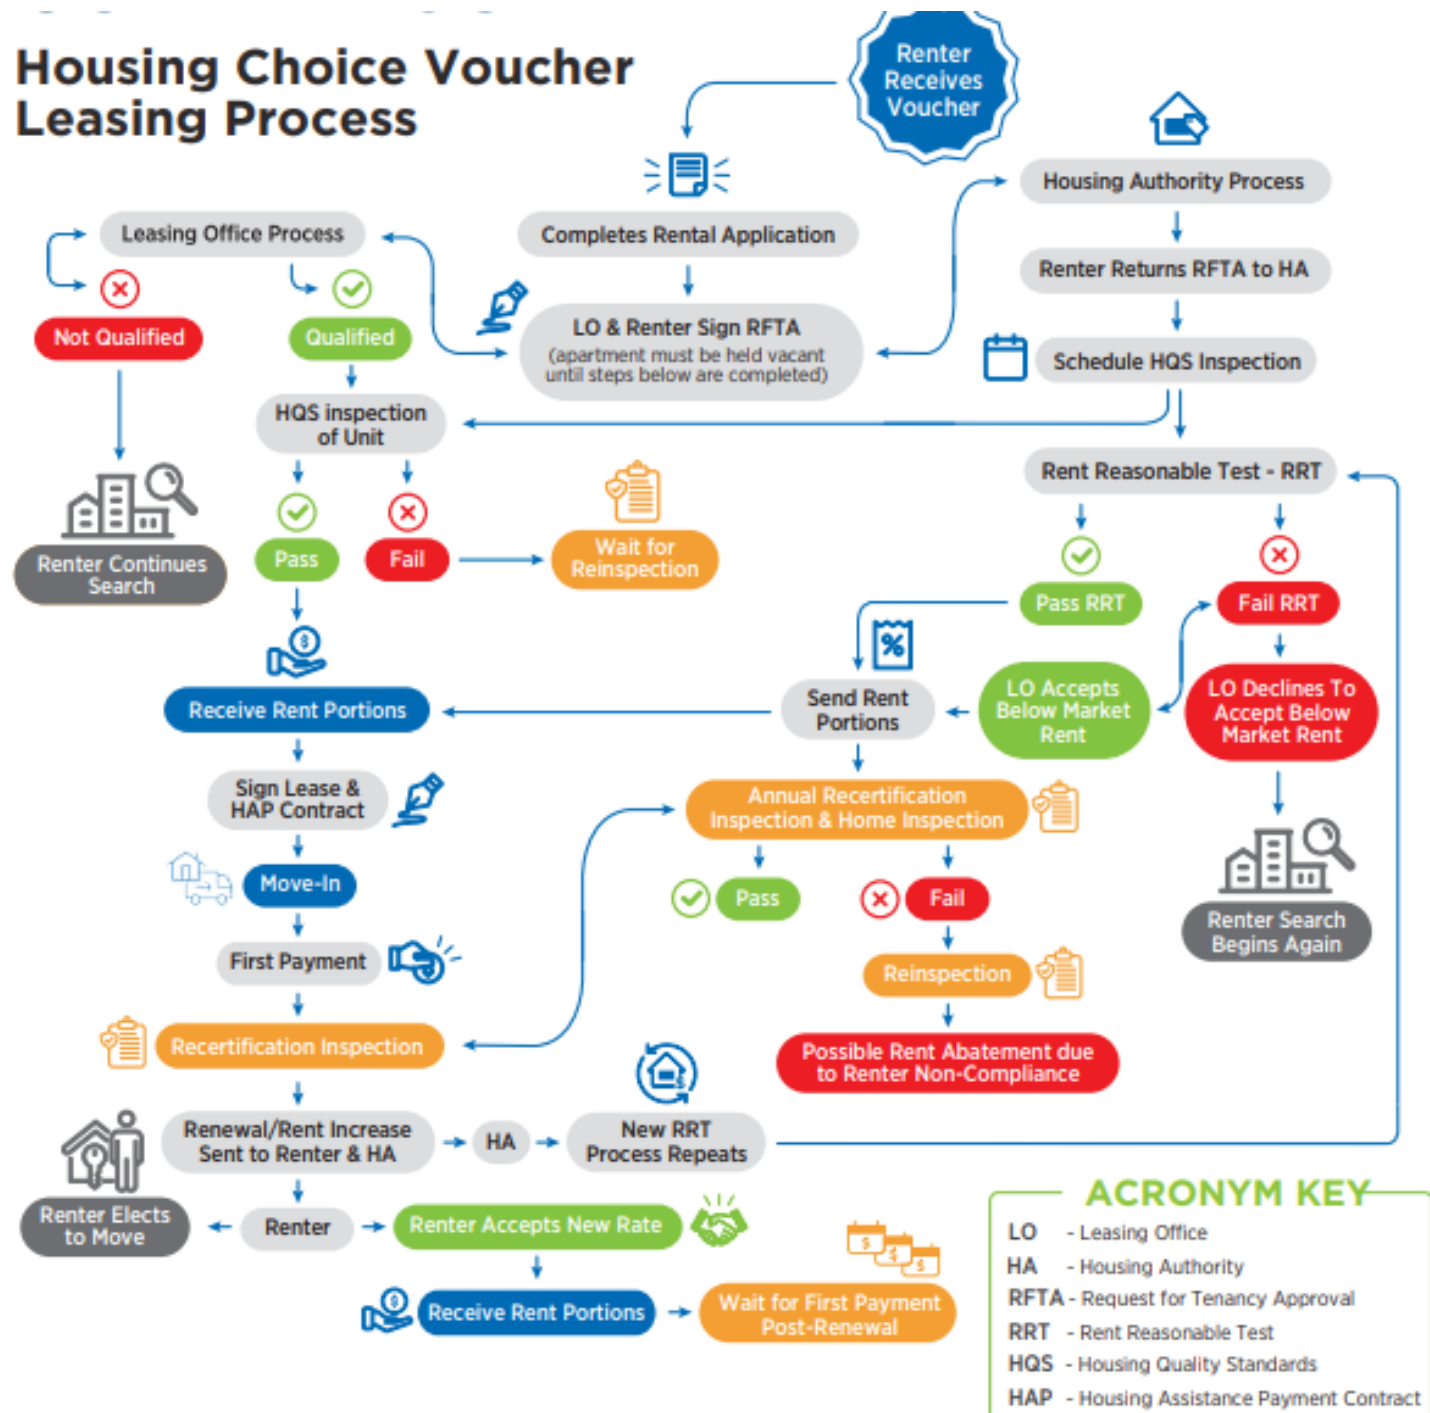 Housing Choice Voucher
Leasing Process
Renter
Receives
Voucher
Completes Rental Application
LO & Renter Sign RFTA
(apartment must be held vacant
until steps below are completed)
Housing Authority Process
Renter Returns RFTA to HA
Schedule HQS Inspection
Leasing Office Process
Not Qualified
Qualified
HQS inspection
of Unit
Renter Continues
Search
Pass
Fail
Wait for
Reinspection
Rent Reasonable Test - RRT
Pass RRT
Fail RRT
LO Accepts
Below Market
Rent
LO Declines To
Accept Below
Market Rent
%
Send Rent
Portions
$
Receive Rent Portions
Sign Lease &
HAP Contract
Move-In
First Payment
Annual Recertification
Inspection & Home Inspection
Pass
Fail
Reinspection
Possible Rent Abatement due
to Renter Non-Compliance
Renter Search
Begins Again
Recertification Inspection
Renewal/Rent Increase
Sent to Renter & HA
HA
$
New RRT
Process Repeats
Renter Elects
to Move
Renter
Renter Accepts New Rate
$
Receive Rent Portions
$
$
$
Wait for First Payment
Post-Renewal
ACRONYM KEY
LO - Leasing Office
HA - Housing Authority
RFTA - Request for Tenancy Approval
RRT - Rent Reasonable Test
HQS - Housing Quality Standards
HAP - Housing Assistance Payment Contract